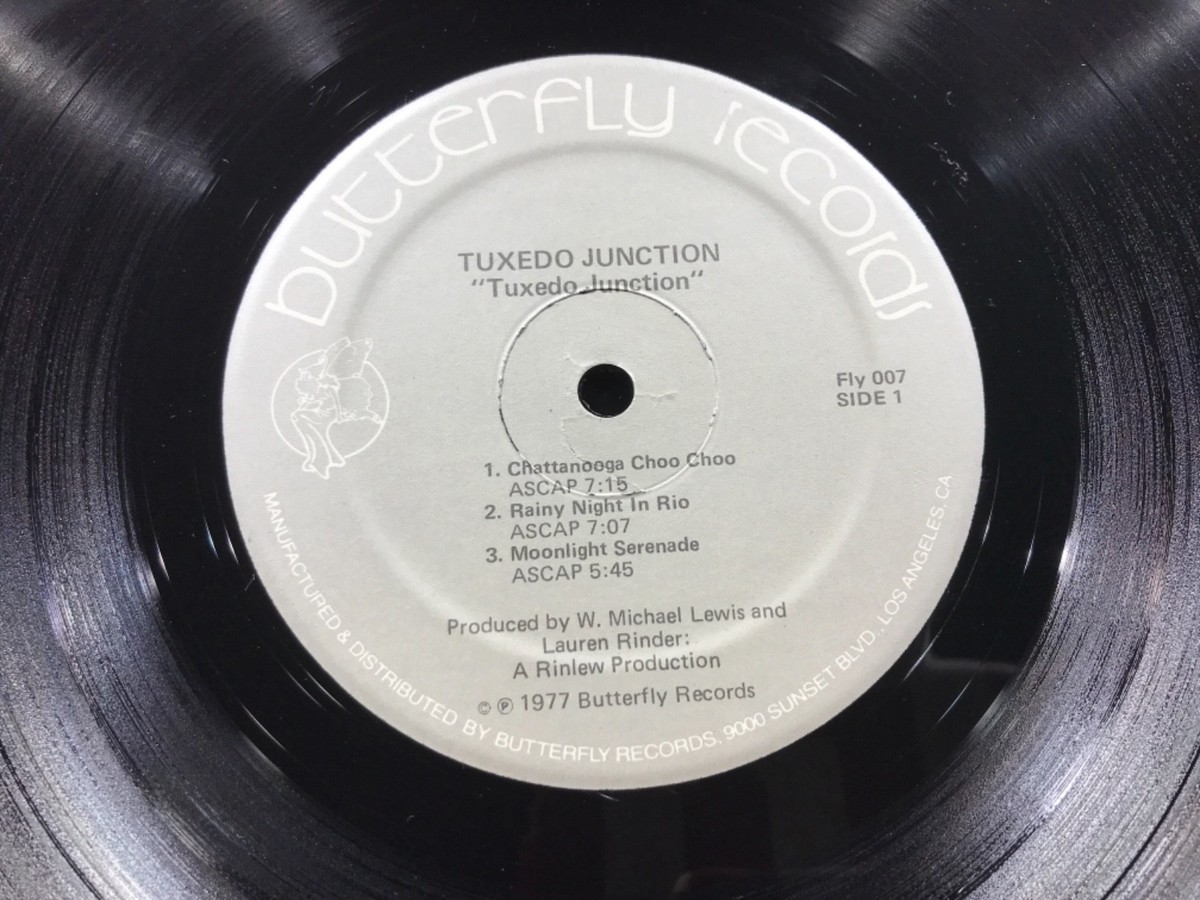 butterfly records
TUXEDO JUNCTION
"Tuxedo Junction"
Fly 007
SIDE 1
1. Chattanooga Choo Choo
ASCAP 7:15
2. Rainy Night In Rio
ASCAP 7:07
3. Moonlight Serenade
ASCAP 5:45
Produced by W. Michael Lewis and
Lauren Rinder:
A Rinlew Production
© ℗ 1977 Butterfly Records
MANUFACTURED & DISTRIBUTED BY BUTTERFLY RECORDS, 9000 SUNSET BLVD., LOS ANGELES, CA